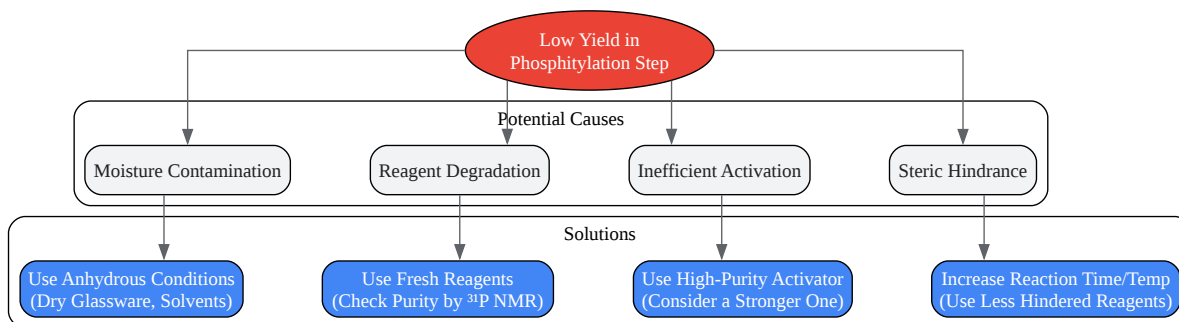 Low Yield in
Phosphitylation Step
Potential Causes
Moisture Contamination
Reagent Degradation
Inefficient Activation
Steric Hindrance
Solutions
Use Anhydrous Conditions
(Dry Glassware, Solvents)
Use Fresh Reagents
(Check Purity by ³¹P NMR)
Use High-Purity Activator
(Consider a Stronger One)
Increase Reaction Time/Temp
(Use Less Hindered Reagents)